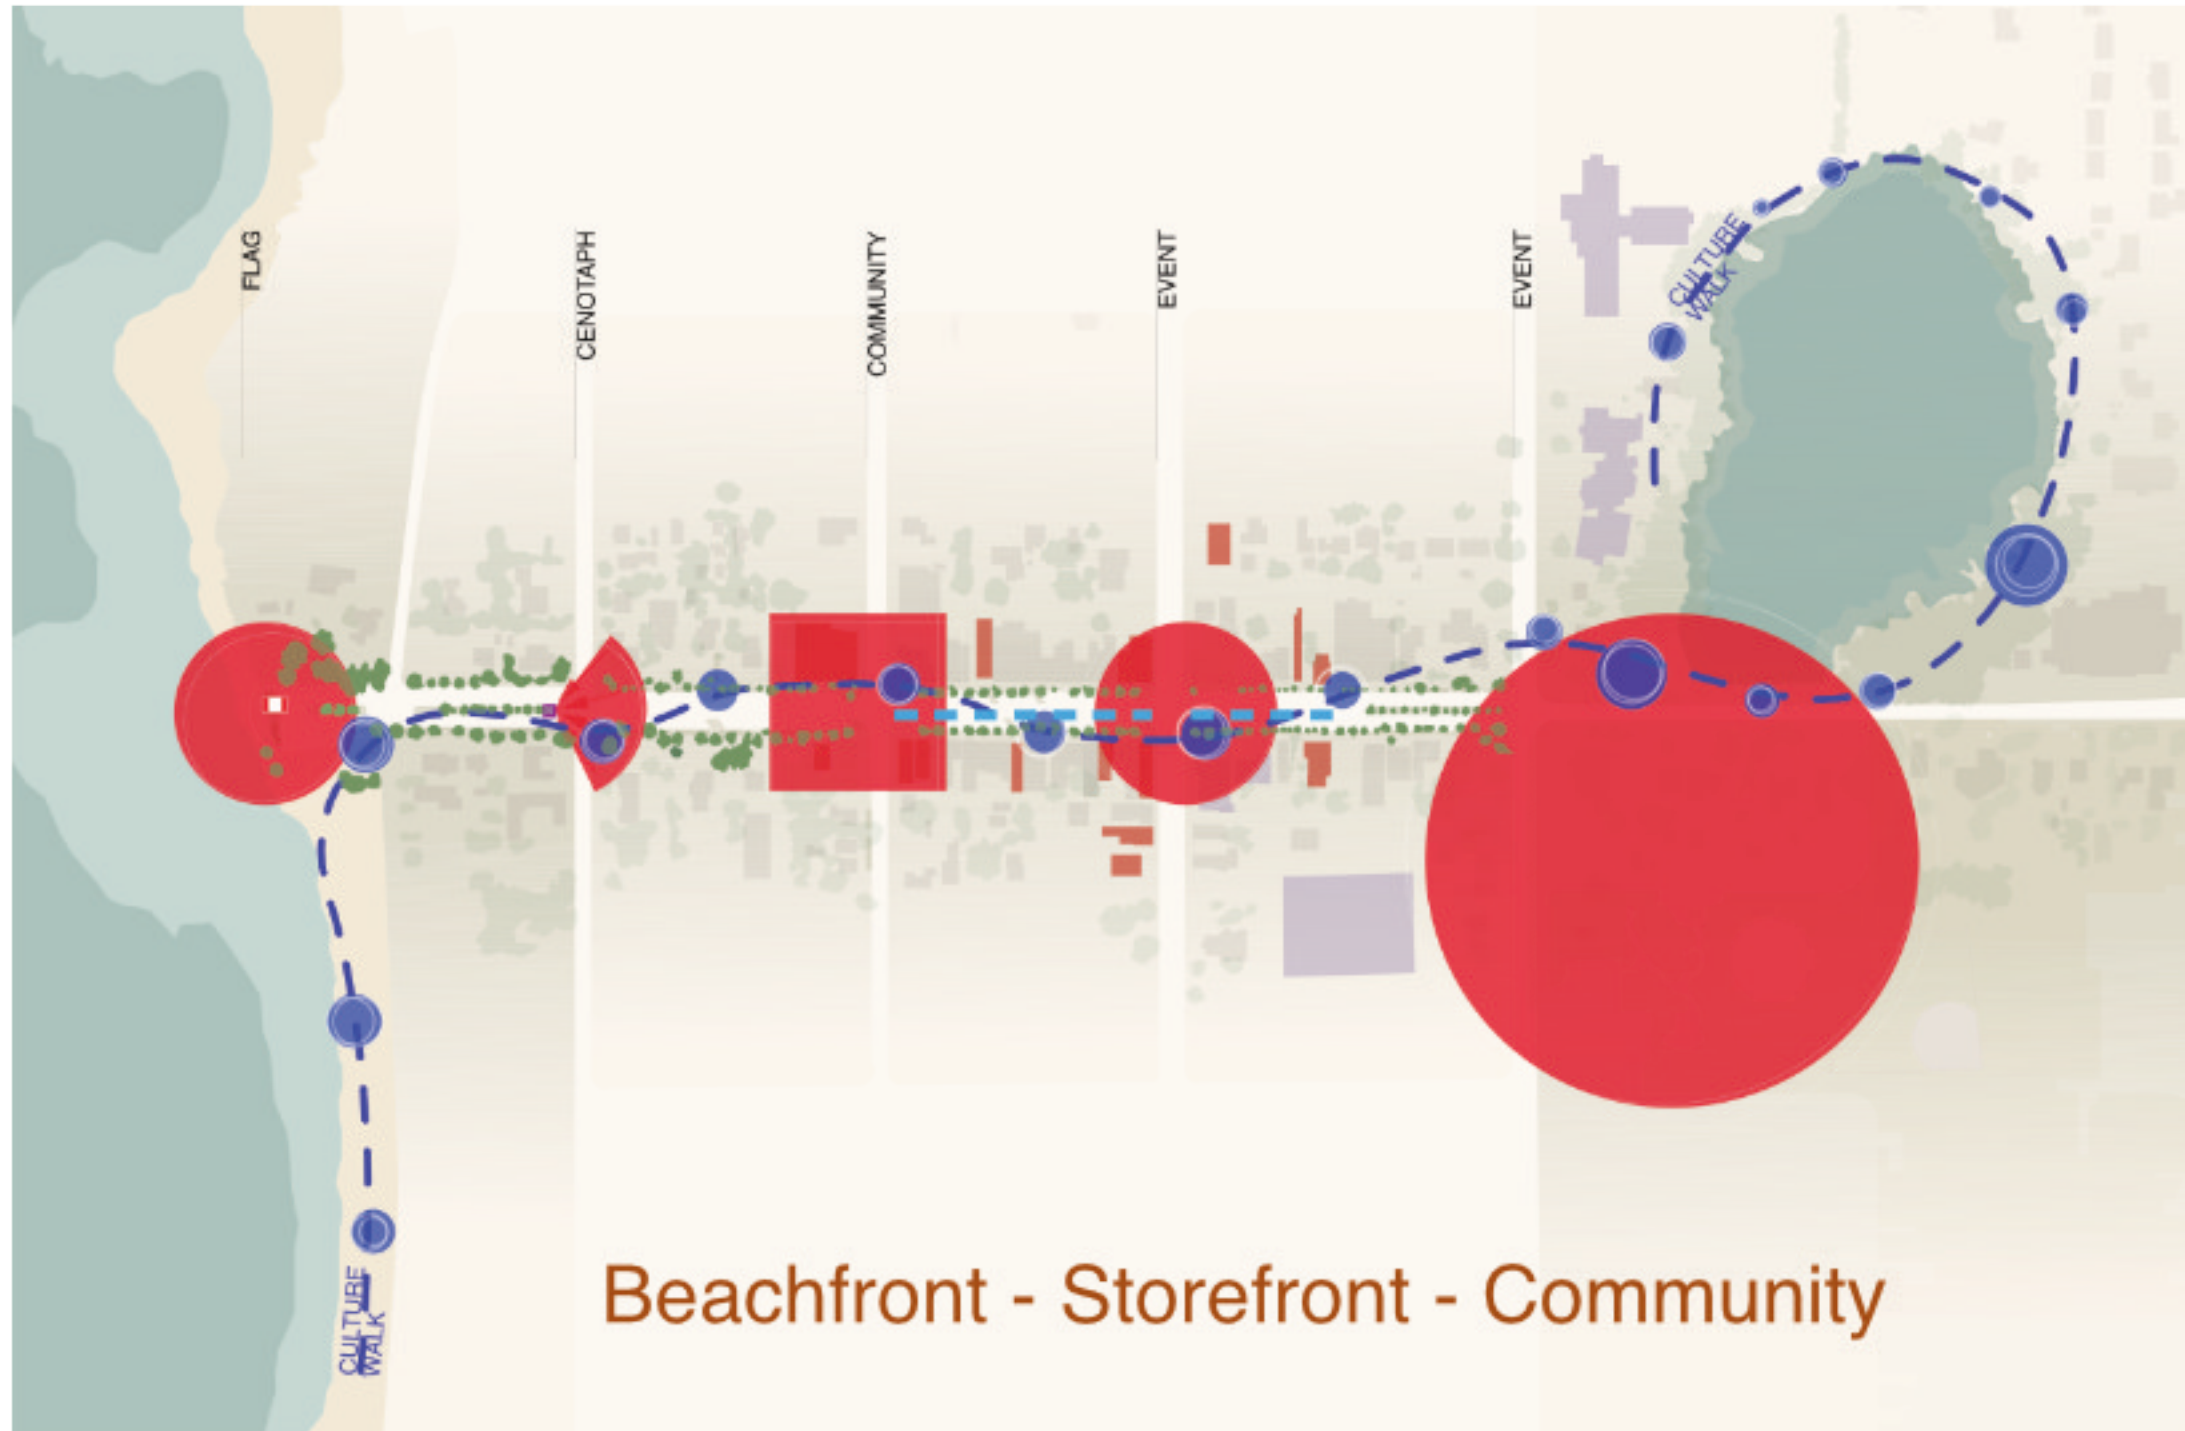 FLAG
CENOTAPH
COMMUNITY
EVENT
EVENT
CULTURE
WALK
Beachfront - Storefront - Community
CULTURE
WALK